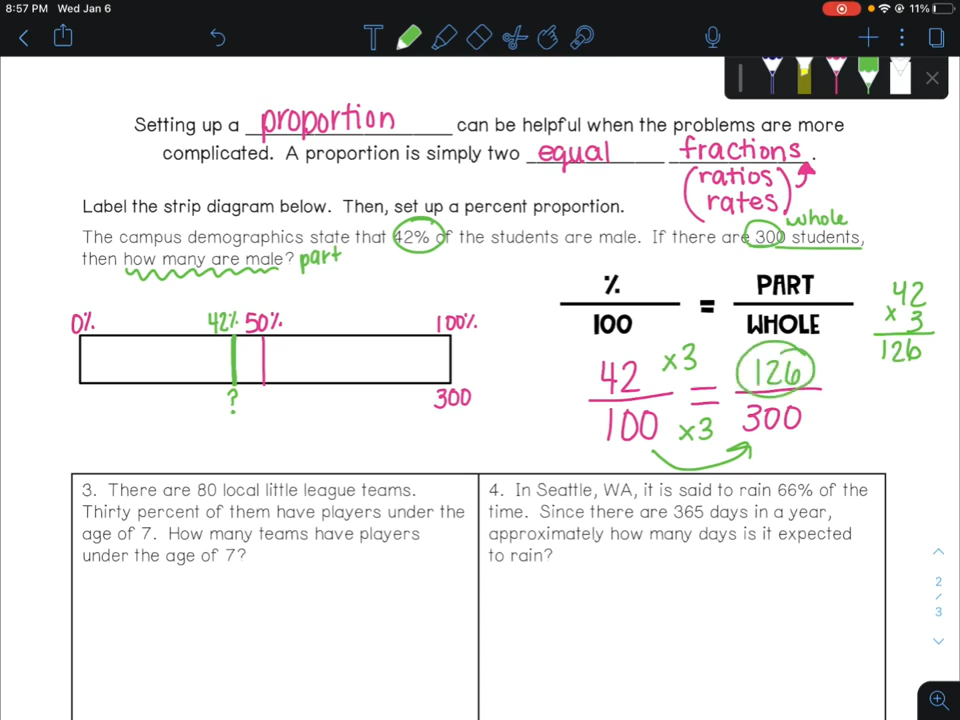 8:57 PM Wed Jan 6
11%
T
Setting up a proportion can be helpful when the problems are more
complicated. A proportion is simply two equal fractions.
(ratios
rates)
Label the strip diagram below. Then, set up a percent proportion.
whole
The campus demographics state that 42% of the students are male. If there are 300 students,
then how many are male? part
0% 42% 50% 100%
? 300
% / 100 = PART / WHOLE
42 x3 = 126
100 x3 300
42
x 3
126
3. There are 80 local little league teams.
Thirty percent of them have players under the
age of 7. How many teams have players
under the age of 7?
4. In Seattle, WA, it is said to rain 66% of the
time. Since there are 365 days in a year,
approximately how many days is it expected
to rain?
2
/
3